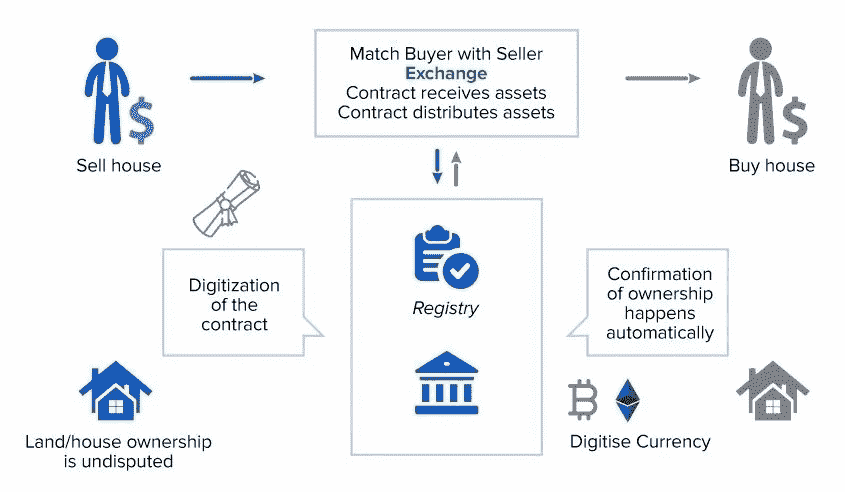 Match Buyer with Seller
Exchange
Contract receives assets
Contract distributes assets
Sell house
Buy house
Digitization
of the
contract
Registry
Confirmation
of ownership
happens
automatically
Land/house ownership
is undisputed
Digitise Currency